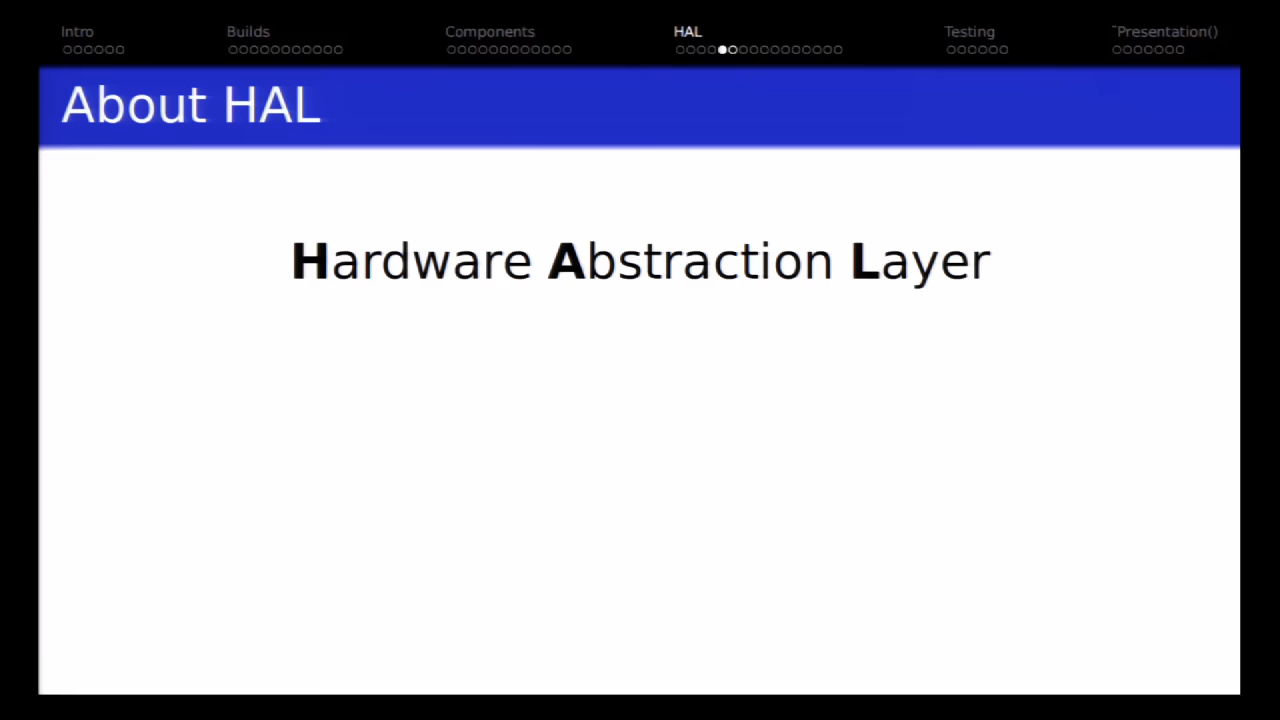 Intro Builds Components HAL Testing ~Presentation()
About HAL
Hardware Abstraction Layer